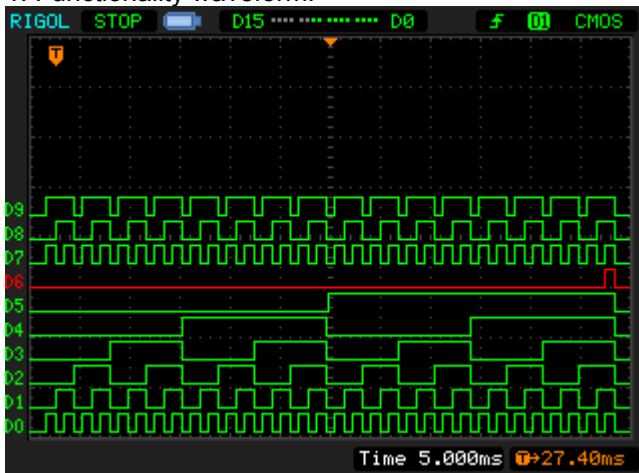 RIGOL STOP D15 D0 D1 CMOS
T
D9
D8
D7
D6
D5
D4
D3
D2
D1
D0
Time 5.000ms T→27.40ms